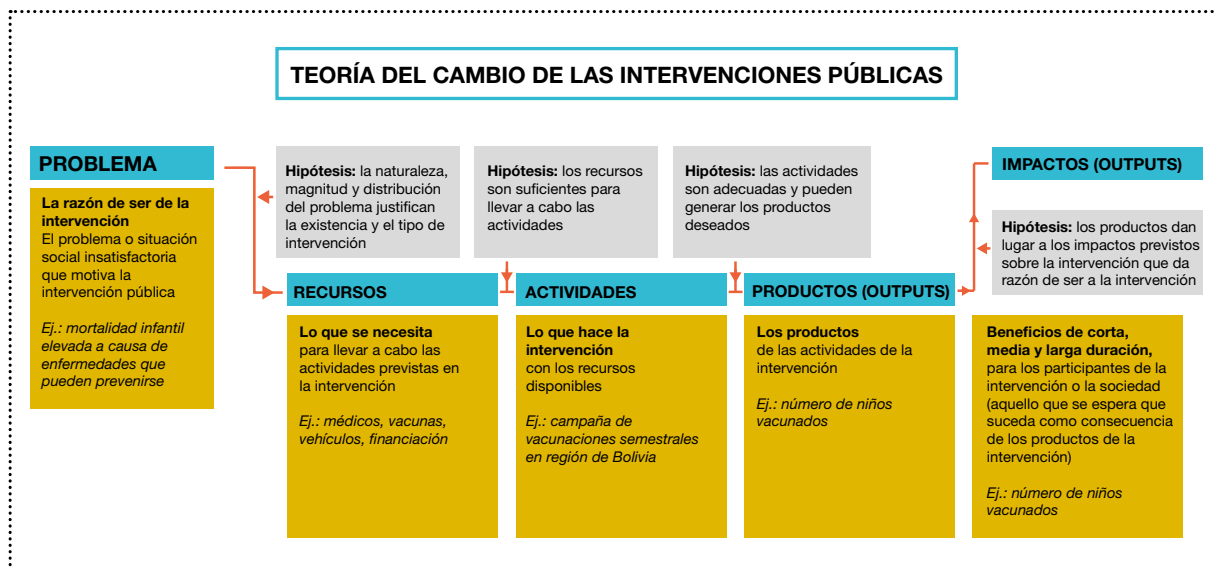 TEORÍA DEL CAMBIO DE LAS INTERVENCIONES PÚBLICAS
PROBLEMA
La razón de ser de la
intervención
El problema o situación
social insatisfactoria
que motiva la
intervención pública
Ej.: mortalidad infantil
elevada a causa de
enfermedades que
pueden prevenirse
Hipótesis: la naturaleza,
magnitud y distribución
del problema justifican
la existencia y el tipo de
intervención
RECURSOS
Lo que se necesita
para llevar a cabo las
actividades previstas en
la intervención
Ej.: médicos, vacunas,
vehículos, financiación
Hipótesis: los recursos
son suficientes para
llevar a cabo las
actividades
ACTIVIDADES
Lo que hace la
intervención
con los recursos
disponibles
Ej.: campaña de
vacunaciones semestrales
en región de Bolivia
Hipótesis: las actividades
son adecuadas y pueden
generar los productos
deseados
PRODUCTOS (OUTPUTS)
Los productos
de las actividades de la
intervención
Ej.: número de niños
vacunados
IMPACTOS (OUTPUTS)
Hipótesis: los productos dan
lugar a los impactos previstos
sobre la intervención que da
razón de ser a la intervención
Beneficios de corta,
media y larga duración,
para los participantes de la
intervención o la sociedad
(aquello que se espera que
suceda como consecuencia
de los productos de la
intervención)
Ej.: número de niños
vacunados